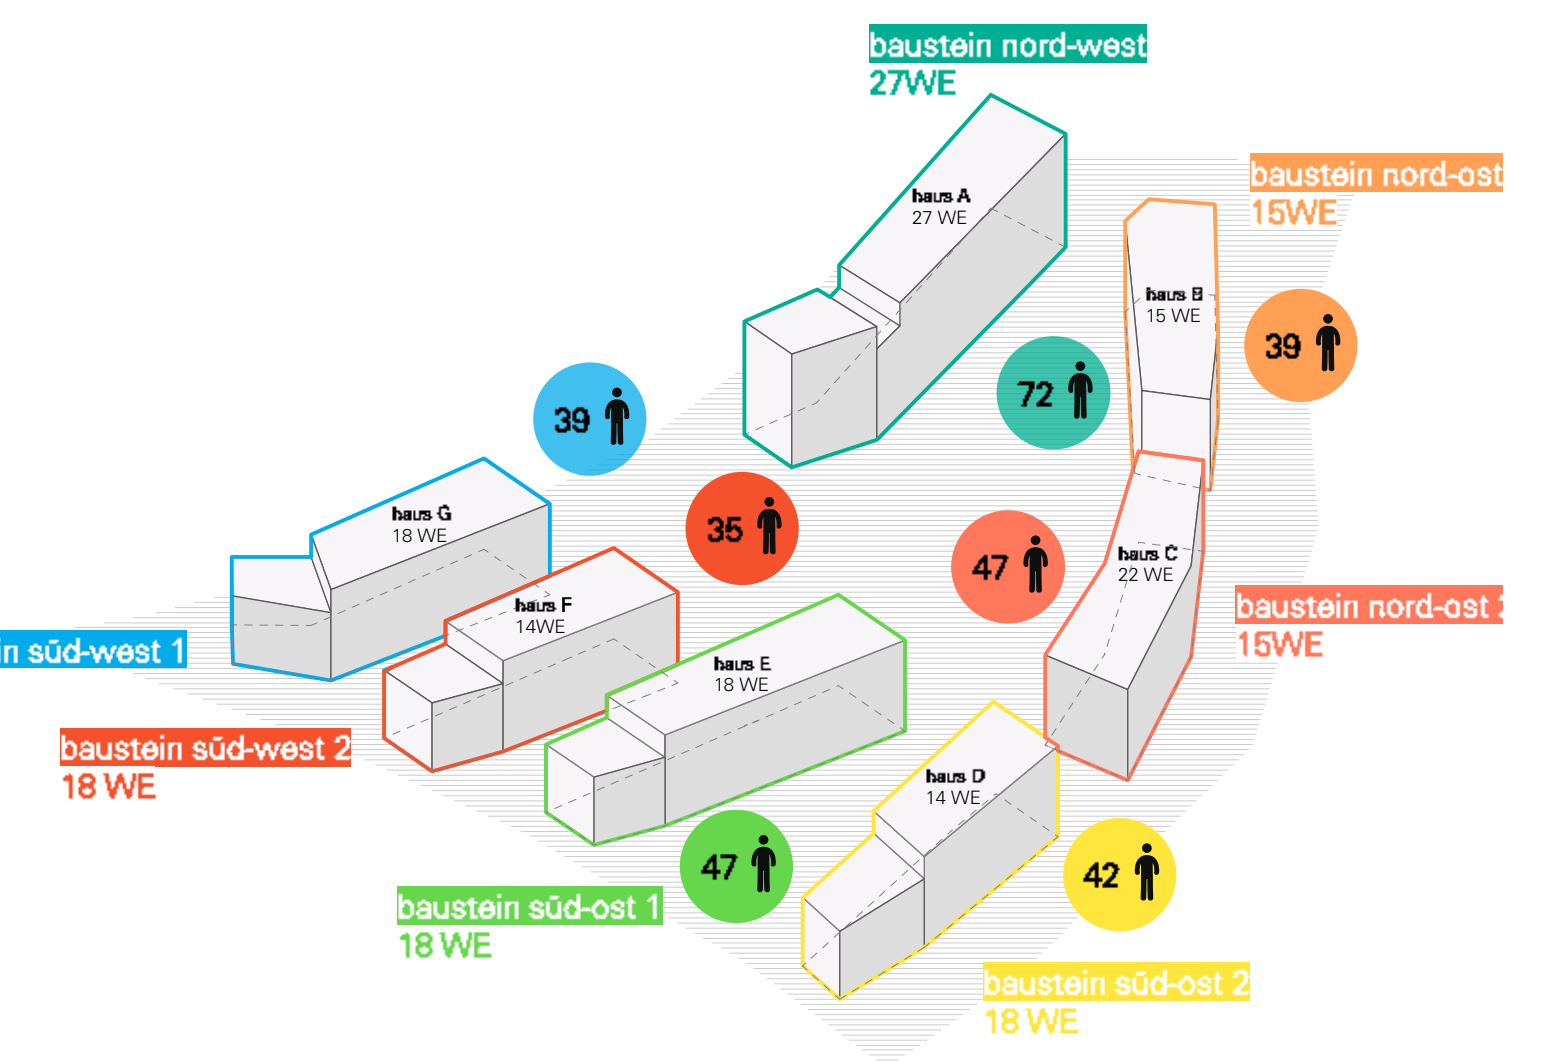 baustein nord-west
27WE
baustein nord-ost
15WE
haus A
27 WE
haus B
15 WE
39
72
39
haus G
18 WE
35
47
haus C
22 WE
baustein nord-ost 2
15WE
haus F
14WE
in süd-west 1
haus E
18 WE
baustein süd-west 2
18 WE
haus D
14 WE
47
42
baustein süd-ost 1
18 WE
baustein süd-ost 2
18 WE